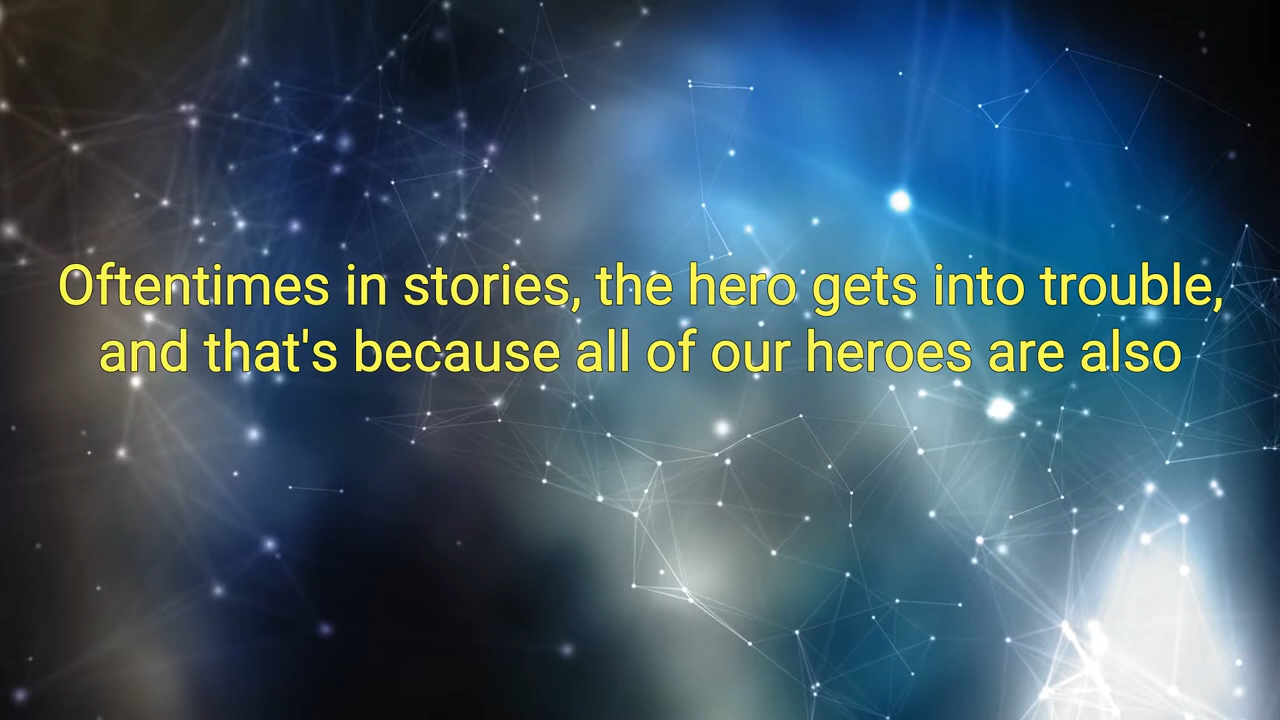 Oftentimes in stories, the hero gets into trouble,
and that's because all of our heroes are also